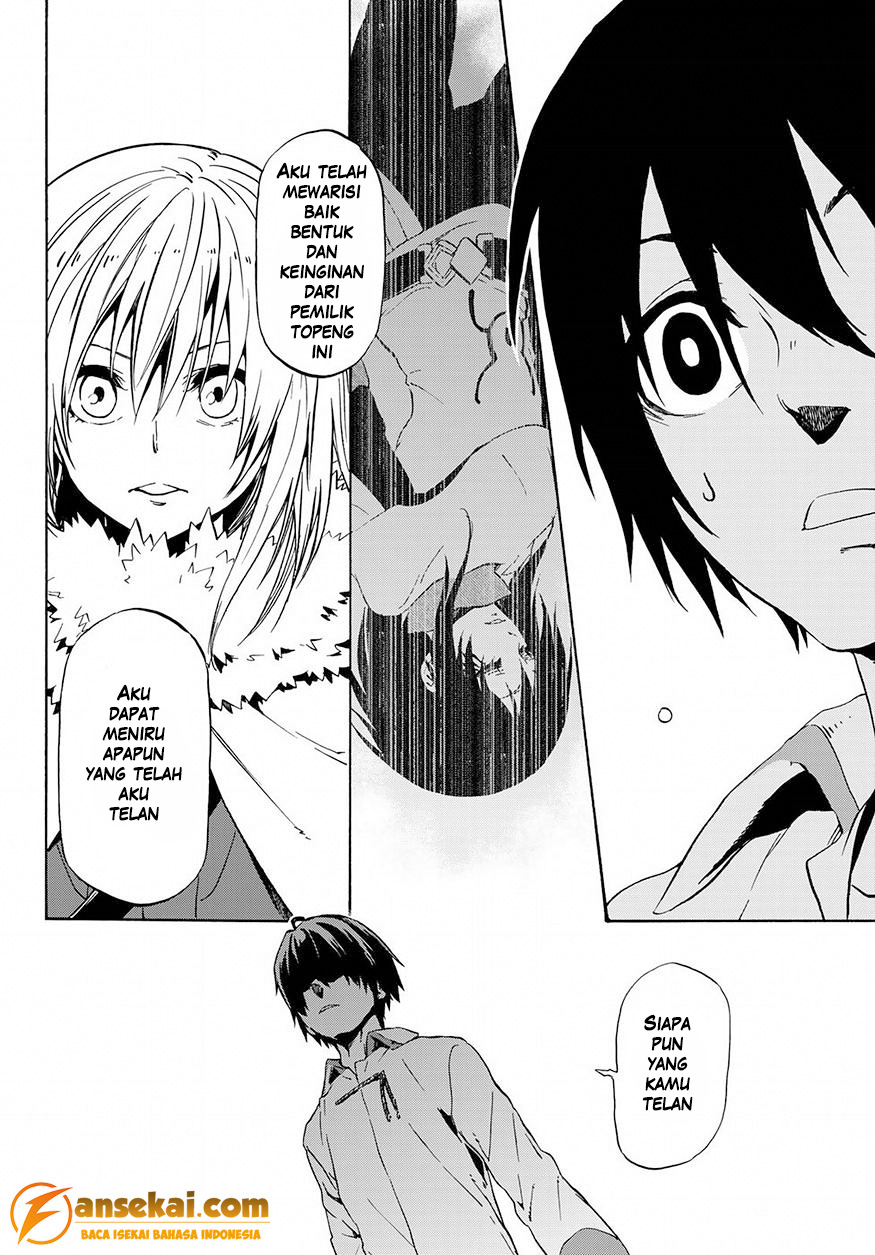 AKU TELAH
MEWARISI
BAIK
BENTUK
DAN
KEINGINAN
DARI
PEMILIK
TOPENG
INI
AKU
DAPAT
MENIRU
APAPUN
YANG TELAH
AKU
TELAN
SIAPA
PUN
YANG
KAMU
TELAN
Fansekai.com
BACA ISEKAI BAHASA INDONESIA